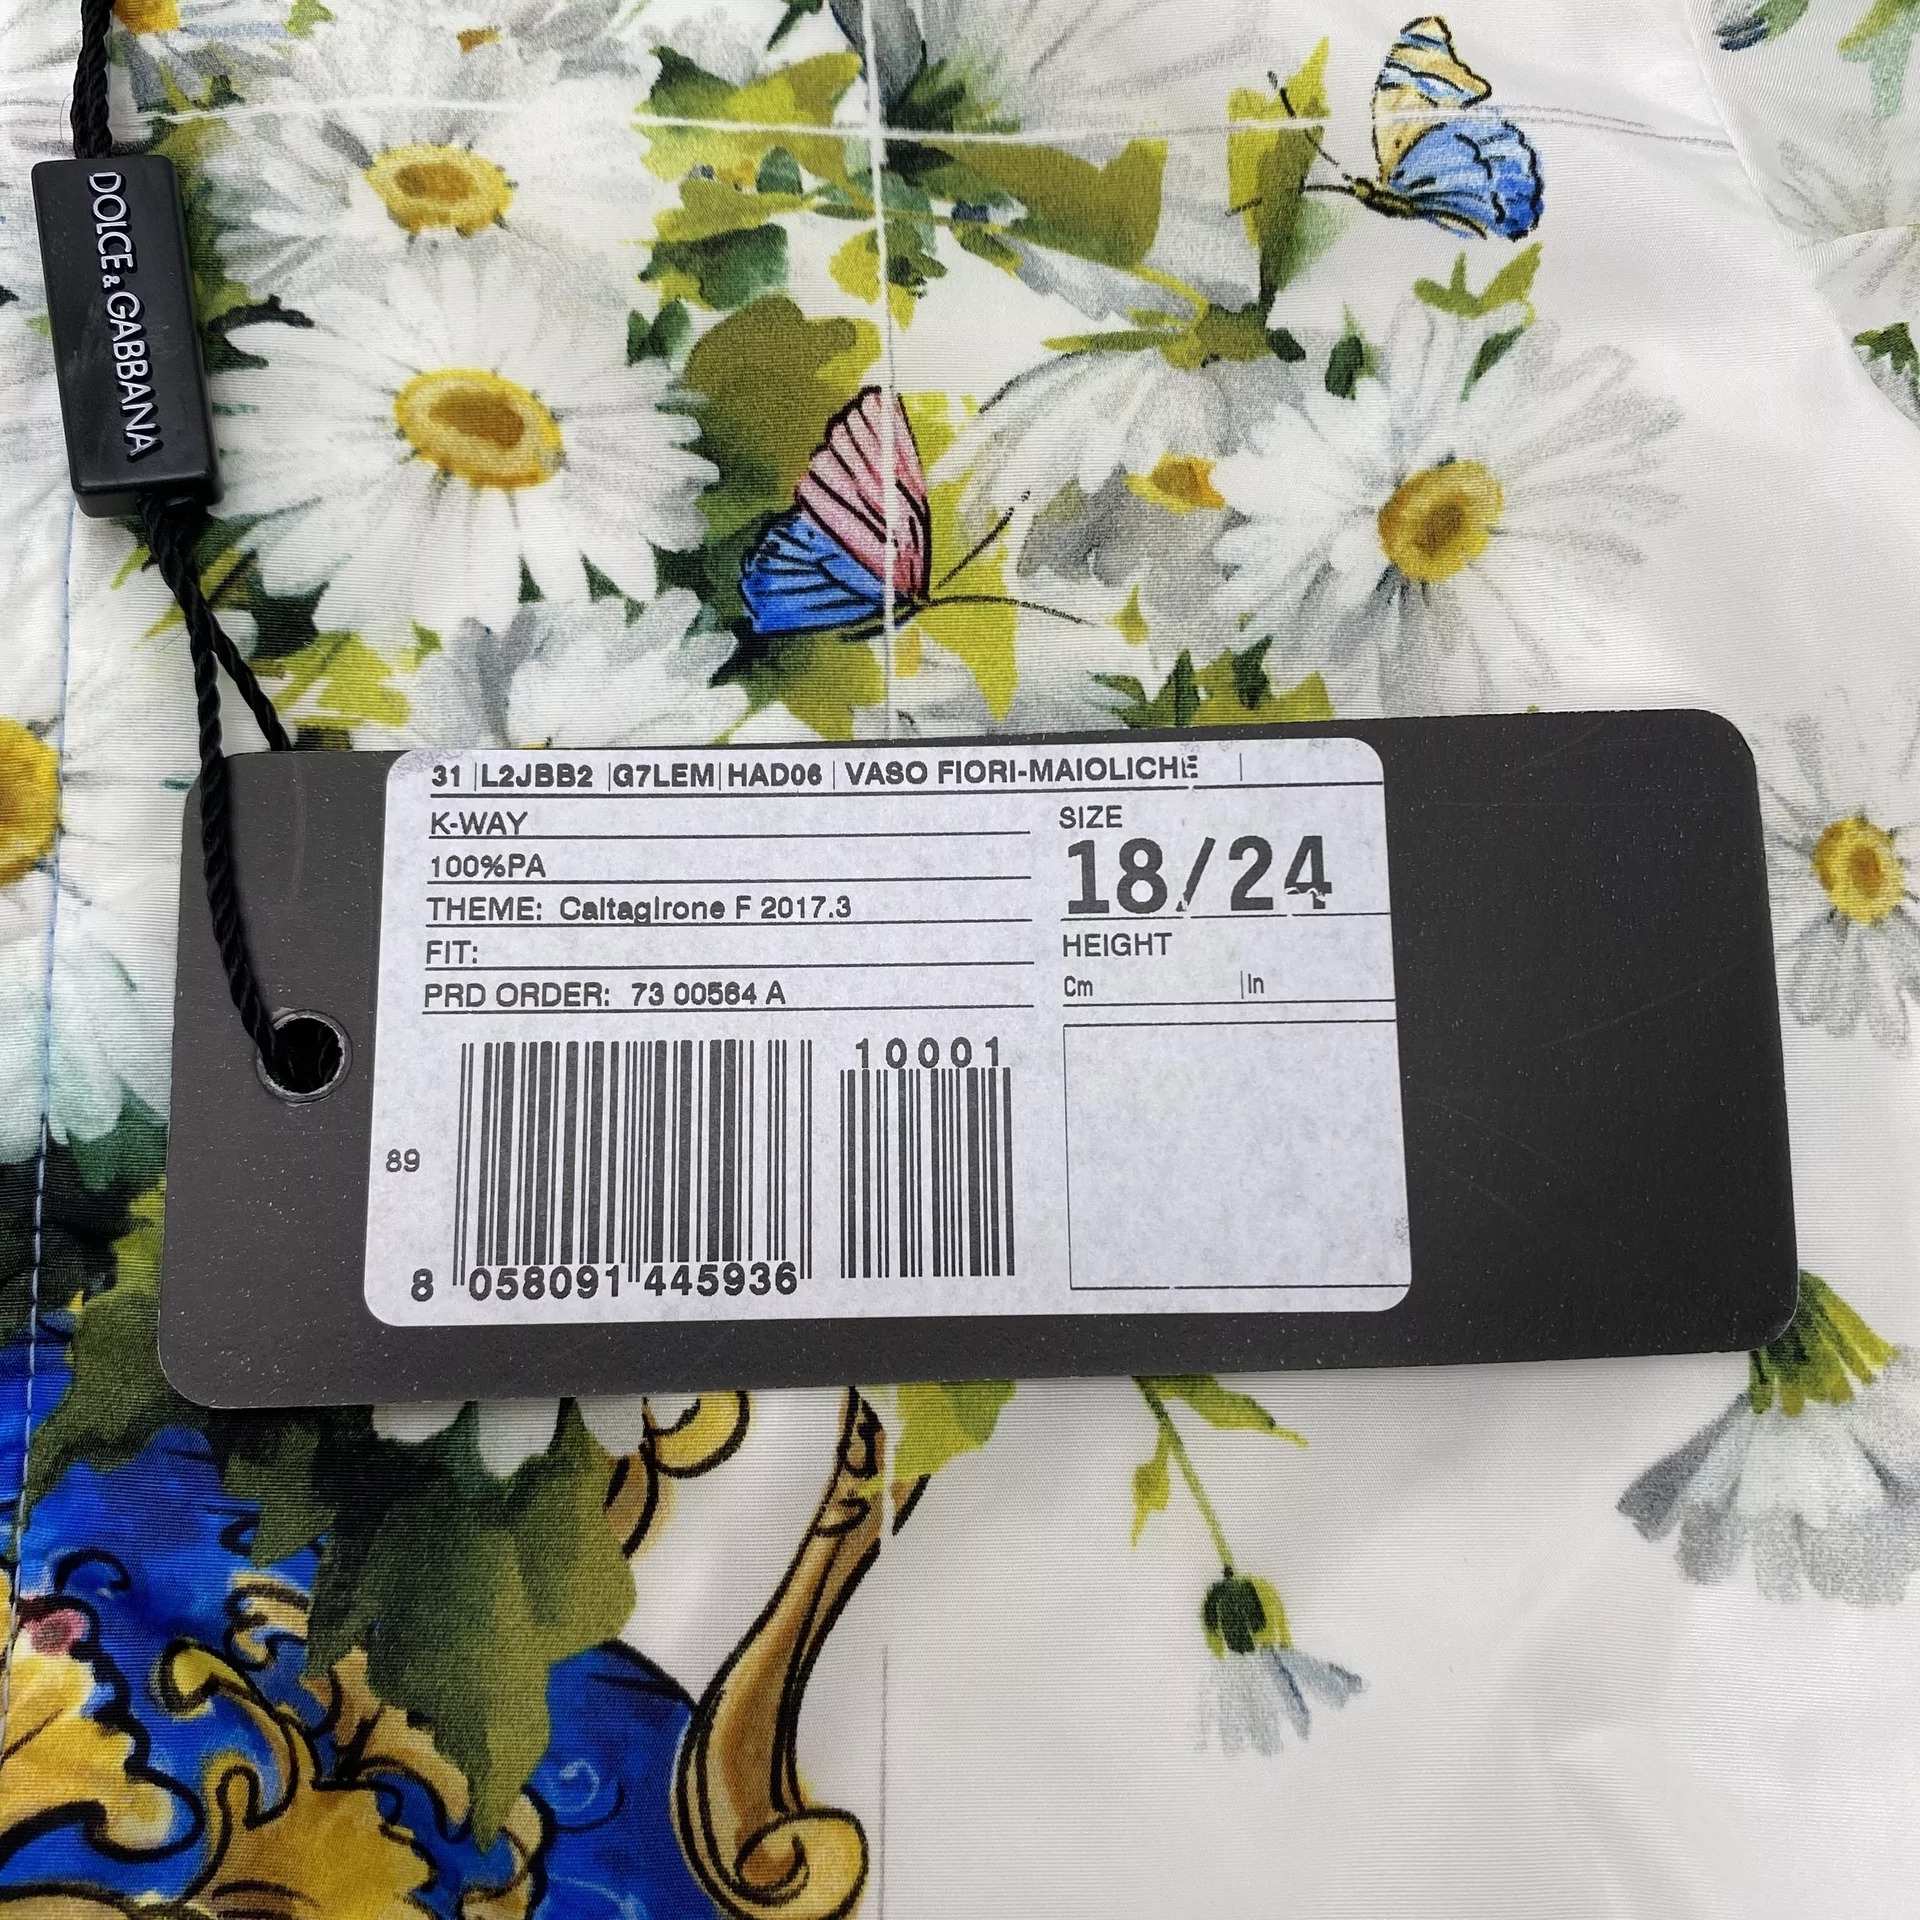 DOLCE & GABBANA
31 | L2JBB2 | G7LEM | HAD06 | VASO FIORI-MAIOLICHE |
K-WAY
SIZE
100%PA
18/24
THEME: Caltagirone F 2017.3
FIT:
HEIGHT
PRD ORDER: 73 00564 A
Cm | In
10001
89
8 058091 445936